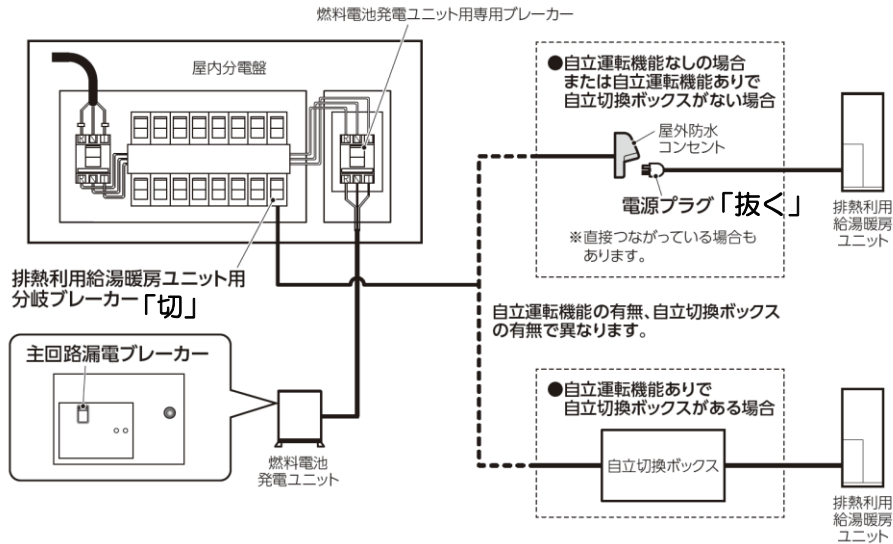 燃料電池発電ユニット用専用ブレーカー
屋内分電盤
●自立運転機能なしの場合
または自立運転機能ありで
自立切換ボックスがない場合
屋外防水
コンセント
電源プラグ「抜く」
※直接つながっている場合も
あります。
排熱利用
給湯暖房
ユニット
排熱利用給湯暖房ユニット用
分岐ブレーカー「切」
自立運転機能の有無、自立切換ボックス
の有無で異なります。
主回路漏電ブレーカー
燃料電池
発電ユニット
●自立運転機能ありで
自立切換ボックスがある場合
自立切換ボックス
排熱利用
給湯暖房
ユニット